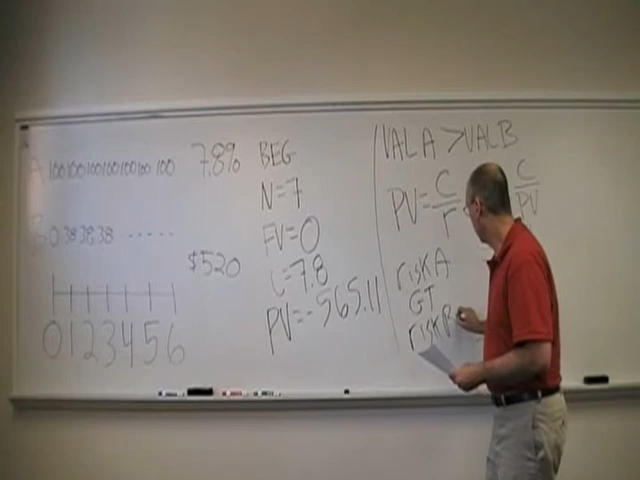 A 100 100 100 100 100 100 100
7.8%
B 0 38 38 38 .....
$520
0 1 2 3 4 5 6
BEG
N=7
FV=0
i=7.8
PV=-565.11
VAL A > VAL B
PV=C/r
C/PV
risk A
GT
risk B